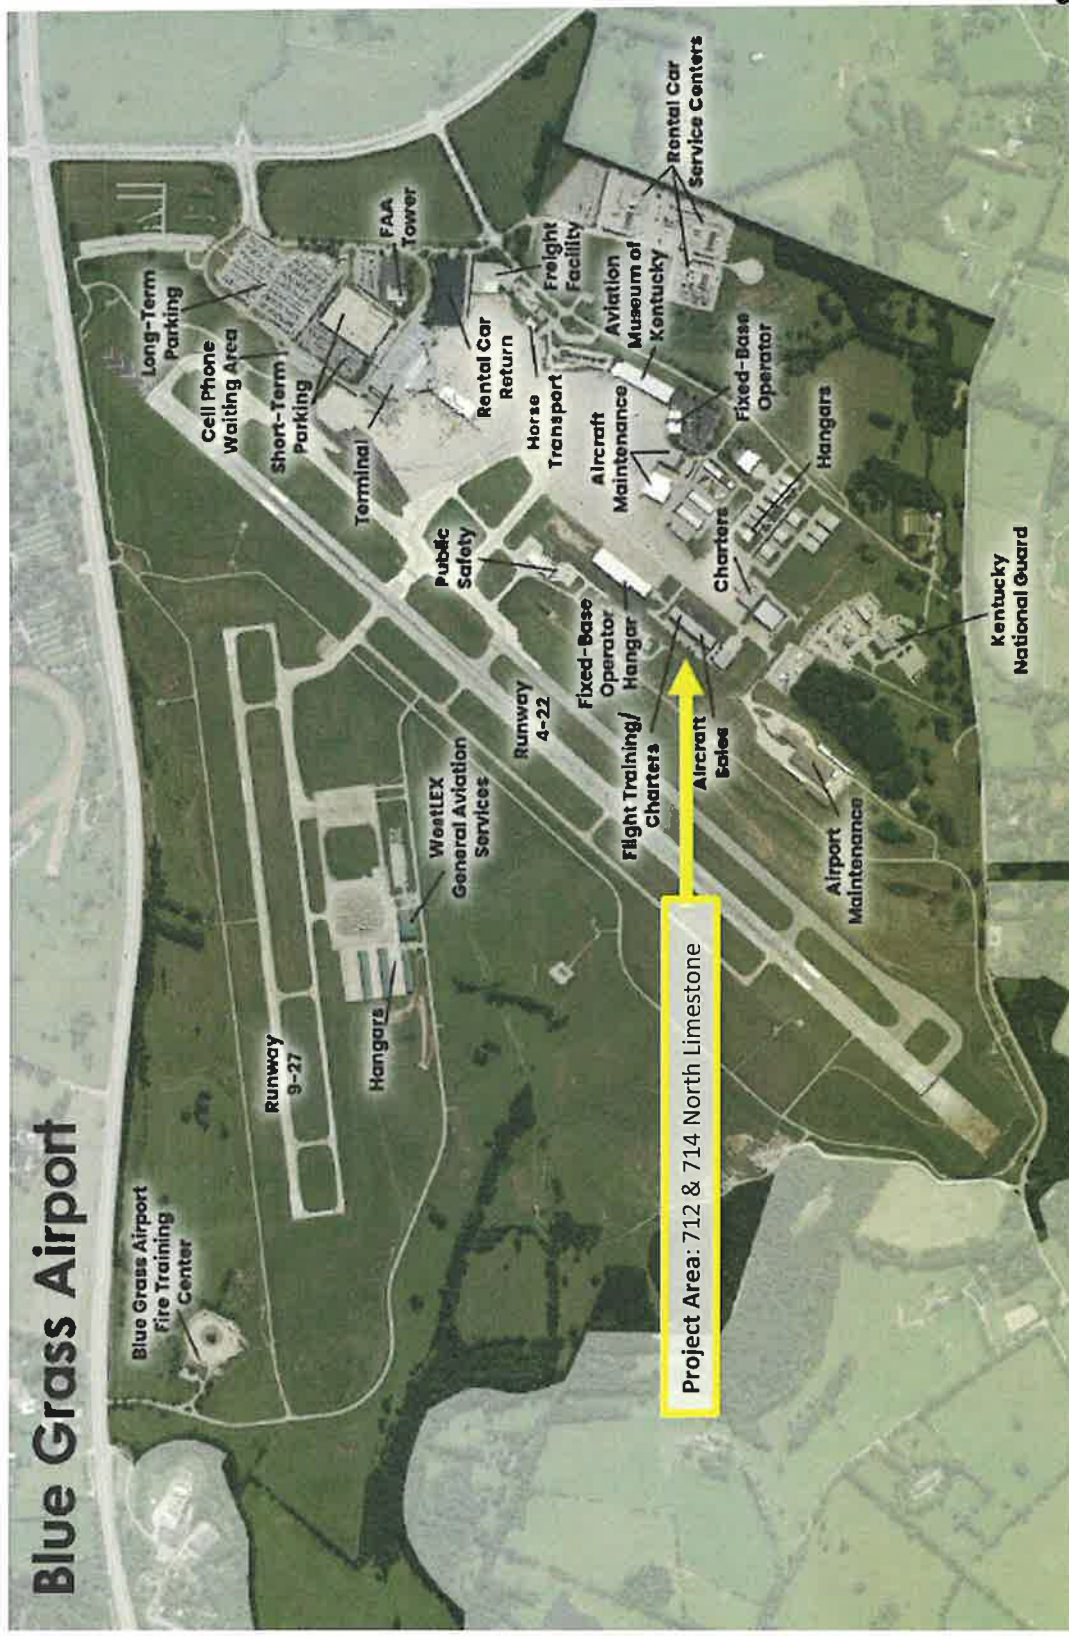 Blue Grass Airport
Blue Grass Airport
Fire Training
Center
Runway
9-27
Hangars
WestLEX
General Aviation
Services
Long-Term
Parking
Cell Phone
Waiting Area
Short-Term
Parking
Terminal
FAA
Tower
Rental Car
Return
Freight
Facility
Horse
Transport
Public
Safety
Runway
4-22
Fixed-Base
Operator
Hangar
Aircraft
Maintenance
Aviation
Museum of
Kentucky
Rental Car
Service Centers
Fixed-Base
Operator
Hangars
Charters
Flight Training/
Charters
Aircraft
Sales
Project Area: 712 & 714 North Limestone
Airport
Maintenance
Kentucky
National Guard